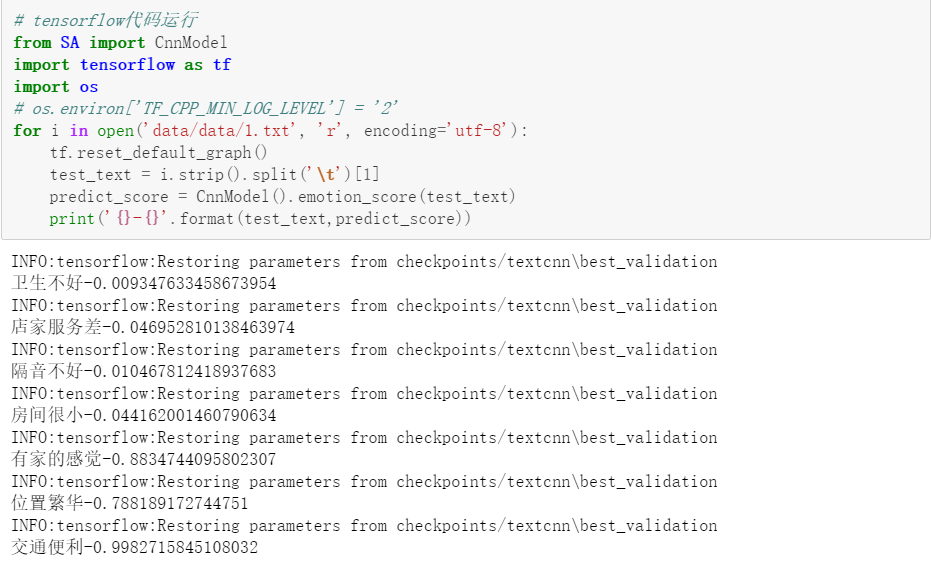 # tensorflow代码运行
from SA import CnnModel
import tensorflow as tf
import os
# os.environ['TF_CPP_MIN_LOG_LEVEL'] = '2'
for i in open('data/data/1.txt', 'r', encoding='utf-8'):
    tf.reset_default_graph()
    test_text = i.strip().split('\t')[1]
    predict_score = CnnModel().emotion_score(test_text)
    print('{}-{}'.format(test_text,predict_score))
INFO:tensorflow:Restoring parameters from checkpoints/textcnn\best_validation
卫生不好-0.009347633458673954
INFO:tensorflow:Restoring parameters from checkpoints/textcnn\best_validation
店家服务差-0.046952810138463974
INFO:tensorflow:Restoring parameters from checkpoints/textcnn\best_validation
隔音不好-0.010467812418937683
INFO:tensorflow:Restoring parameters from checkpoints/textcnn\best_validation
房间很小-0.044162001460790634
INFO:tensorflow:Restoring parameters from checkpoints/textcnn\best_validation
有家的感觉-0.8834744095802307
INFO:tensorflow:Restoring parameters from checkpoints/textcnn\best_validation
位置繁华-0.788189172744751
INFO:tensorflow:Restoring parameters from checkpoints/textcnn\best_validation
交通便利-0.9982715845108032